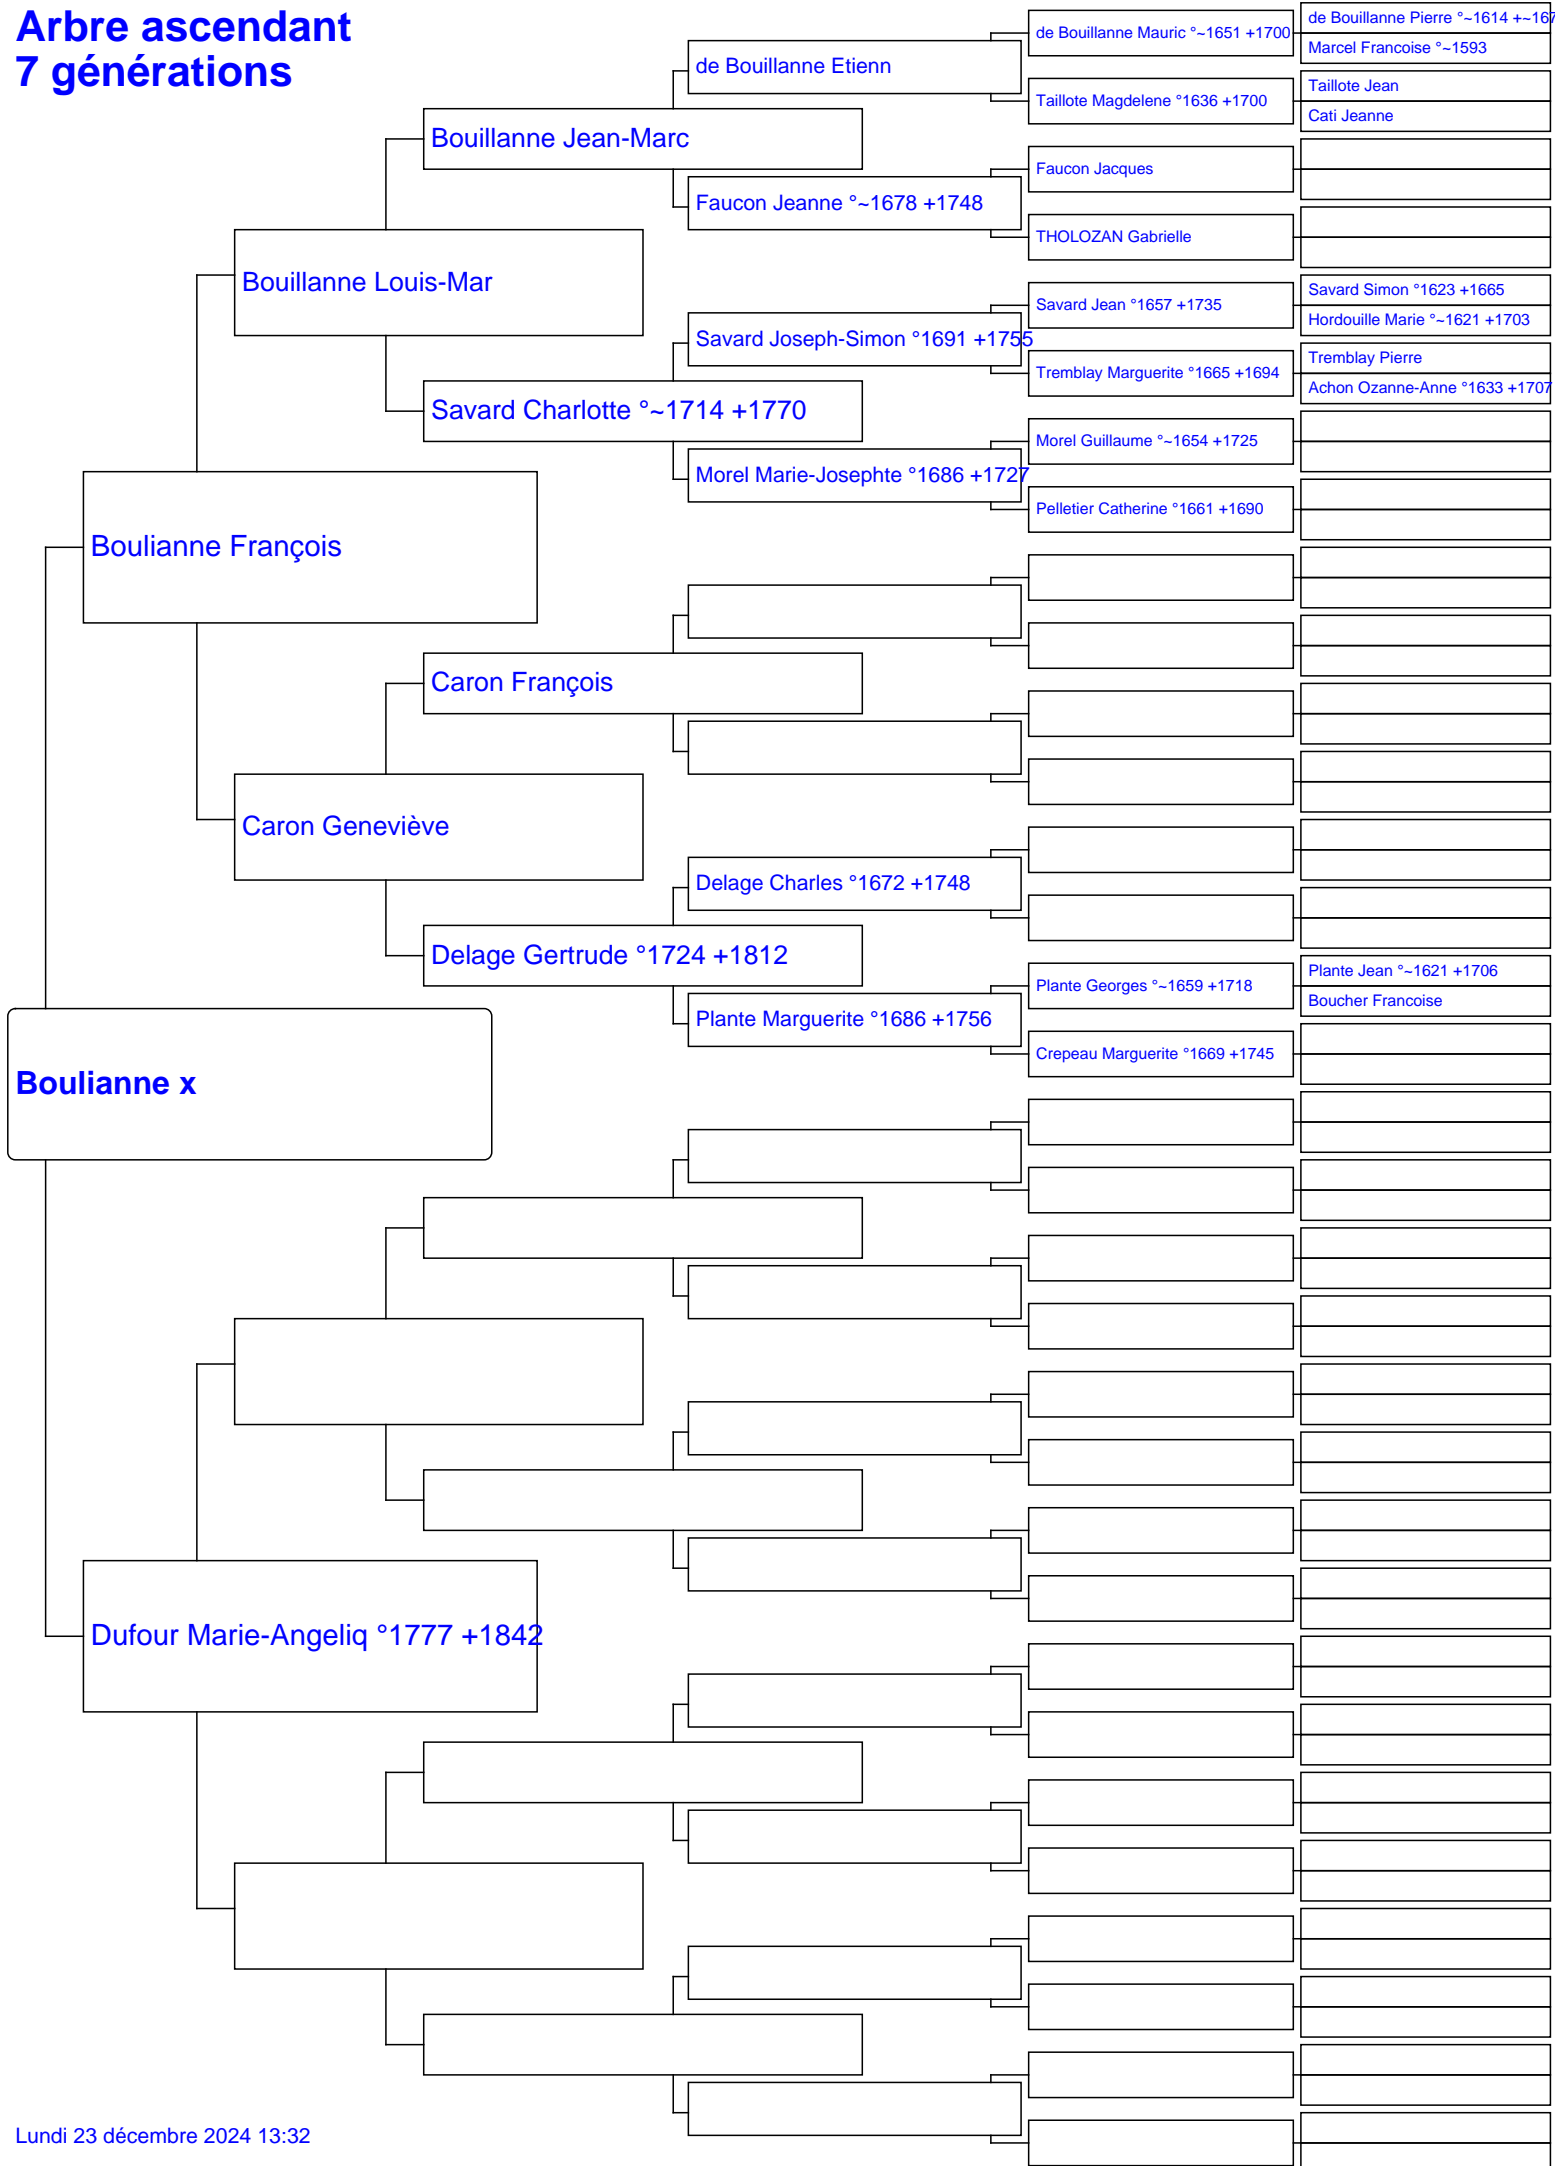 Arbre ascendant
7 générations
de Bouillanne Pierre °~1614 +~167
de Bouillanne Mauric °~1651 +1700
Marcel Francoise °~1593
de Bouillanne Etienn
Taillote Jean
Taillote Magdelene °1636 +1700
Cati Jeanne
Bouillanne Jean-Marc
Faucon Jacques
Faucon Jeanne °~1678 +1748
THOLOZAN Gabrielle
Bouillanne Louis-Mar
Savard Simon °1623 +1665
Savard Jean °1657 +1735
Hordouille Marie °~1621 +1703
Savard Joseph-Simon °1691 +1755
Tremblay Pierre
Tremblay Marguerite °1665 +1694
Achon Ozanne-Anne °1633 +1707
Savard Charlotte °~1714 +1770
Morel Guillaume °~1654 +1725
Morel Marie-Josephte °1686 +1727
Pelletier Catherine °1661 +1690
Boulianne François
Caron François
Caron Geneviève
Delage Charles °1672 +1748
Delage Gertrude °1724 +1812
Plante Jean °~1621 +1706
Plante Georges °~1659 +1718
Boucher Francoise
Plante Marguerite °1686 +1756
Crepeau Marguerite °1669 +1745
Boulianne x
Dufour Marie-Angeliq °1777 +1842
Lundi 23 décembre 2024 13:32